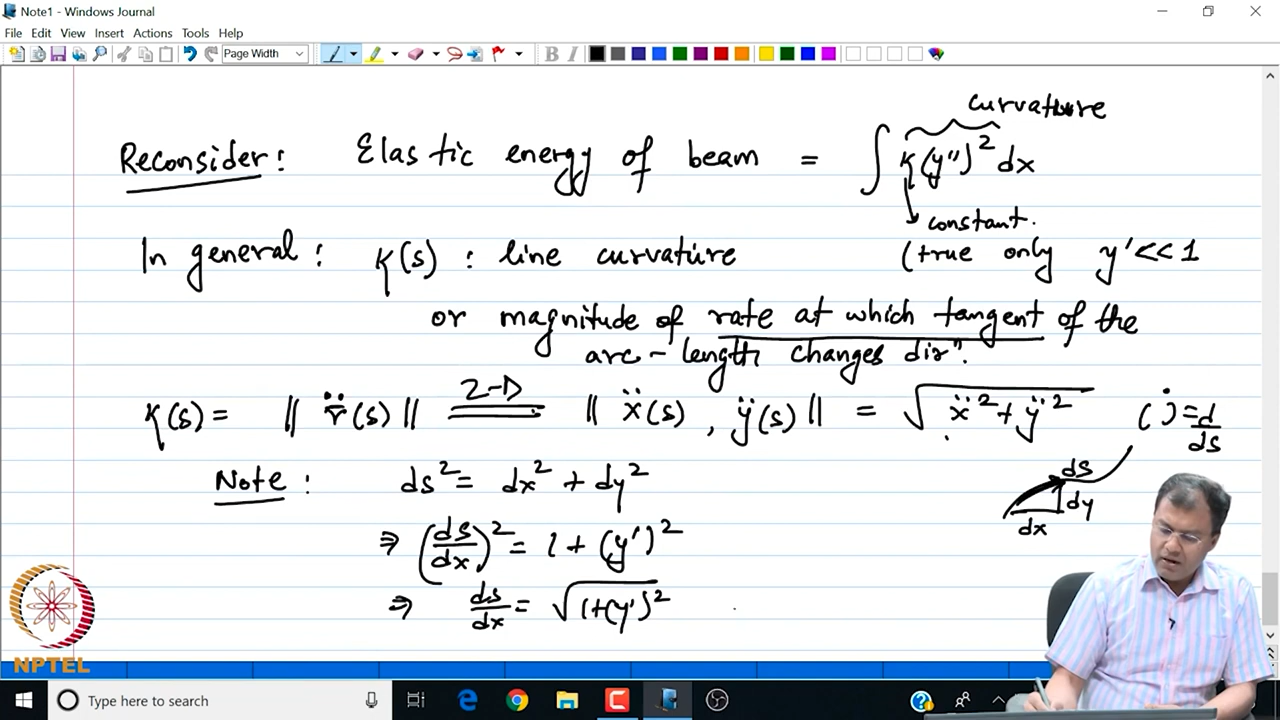 Note1 - Windows Journal
File Edit View Insert Actions Tools Help
Page Width
B I
curvature
Reconsider: Elastic energy of beam = ∫ K(y'')² dx
constant.
In general: K(s) : line curvature (true only y' << 1
or magnitude of rate at which tangent of the
arc-length changes dirⁿ.
K(s) = || r̈(s) || 2-D || ẍ(s), ÿ(s) || = √ẍ² + ÿ² (˙) = d/ds
Note: ds² = dx² + dy²
ds
dy
dx
⇒ (ds/dx)² = 1 + (y')²
⇒ ds/dx = √1+(y')²
NPTEL
Type here to search